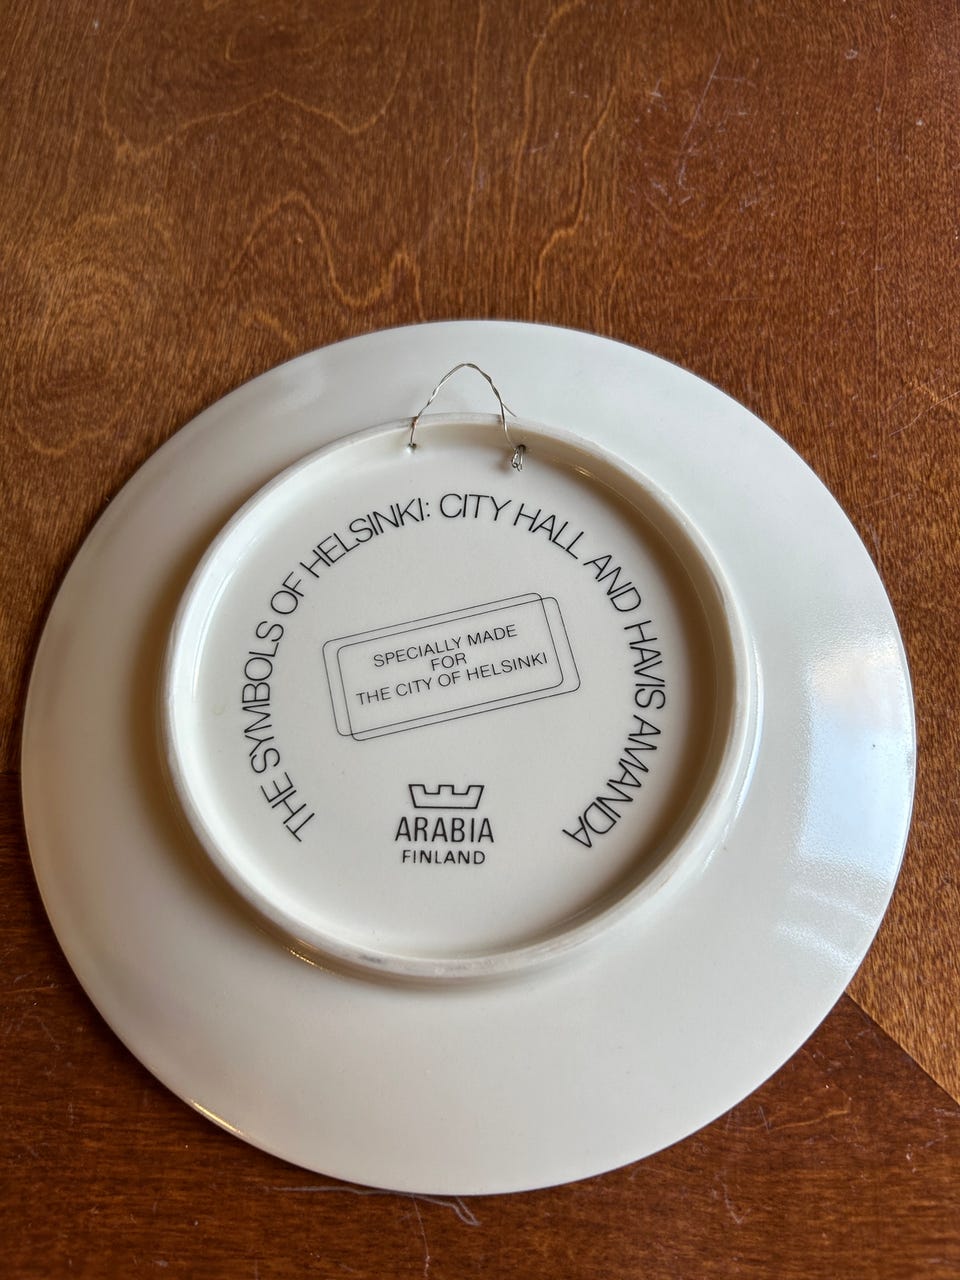 THE SYMBOLS OF HELSINKI: CITY HALL AND HAVIS AMANDA
SPECIALLY MADE
FOR
THE CITY OF HELSINKI
ARABIA
FINLAND